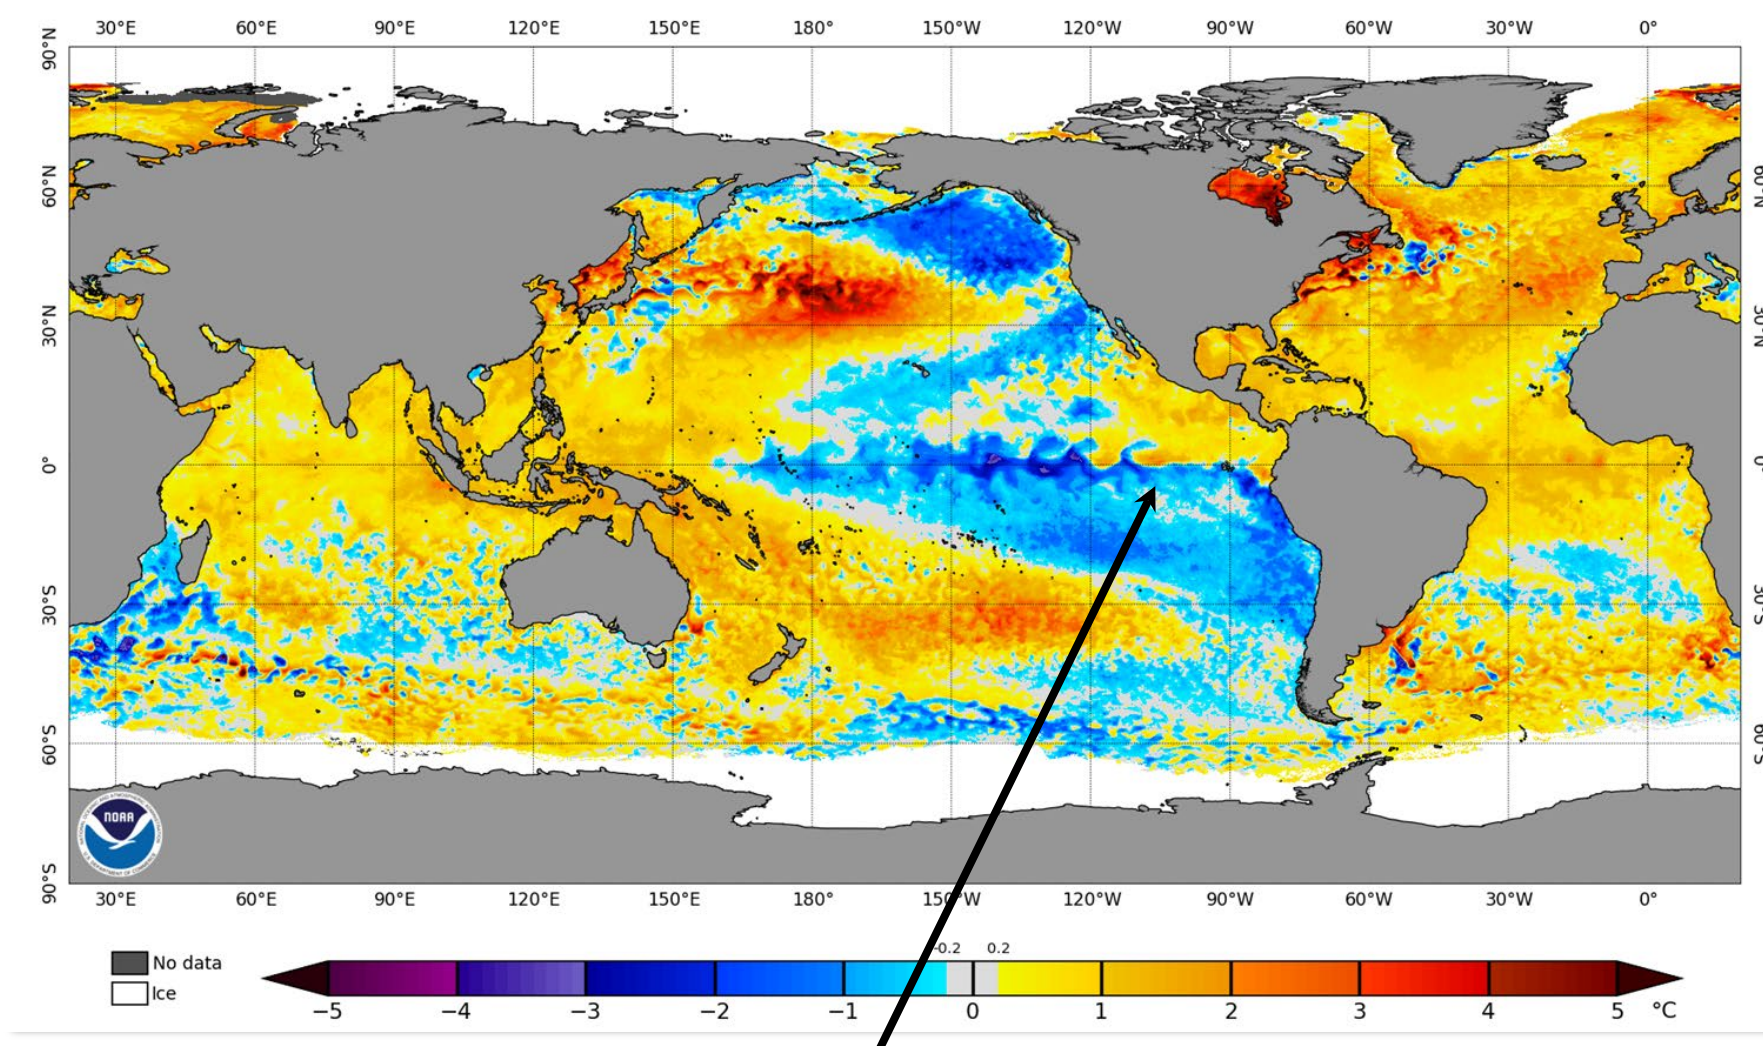 30°E 60°E 90°E 120°E 150°E 180° 150°W 120°W 90°W 60°W 30°W 0°
90°N
60°N 60°N
30°N 30°N
0° 0°
30°S 30°S
60°S 60°S
NOAA
90°S
30°E 60°E 90°E 120°E 150°E 180° 150°W 120°W 90°W 60°W 30°W 0°
-0.2 0.2
No data
Ice
−5 −4 −3 −2 −1 0 1 2 3 4 5 °C